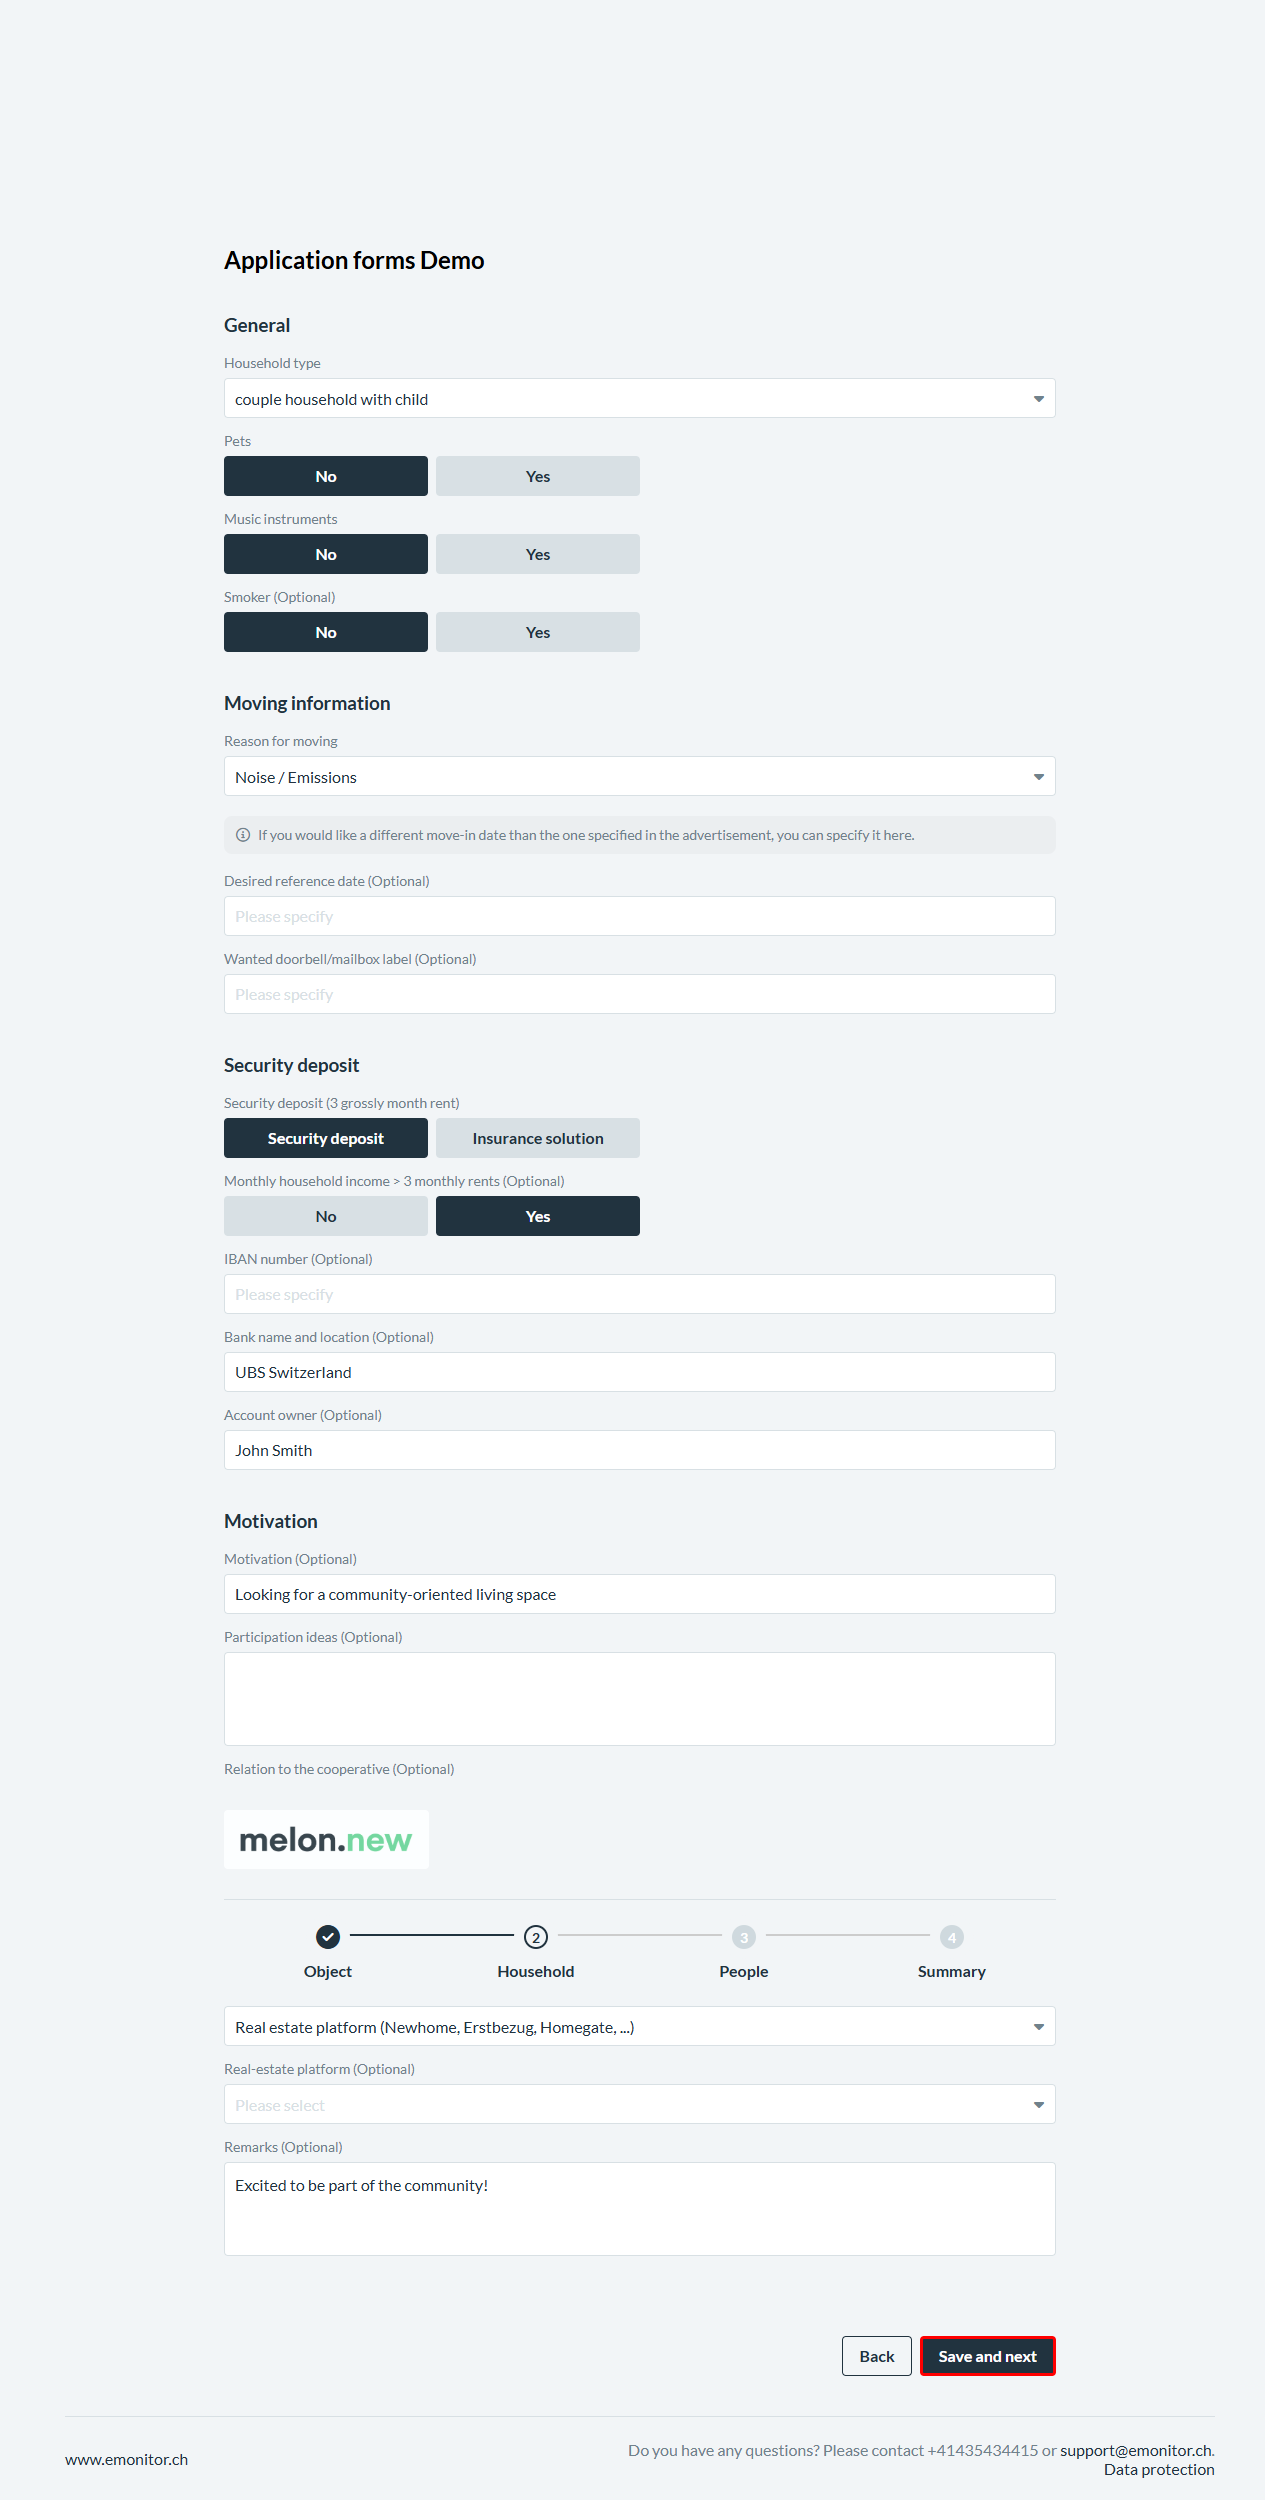 Application forms Demo
General
Household type
couple household with child
Pets
No Yes
Music instruments
No Yes
Smoker (Optional)
No Yes
Moving information
Reason for moving
Noise / Emissions
If you would like a different move-in date than the one specified in the advertisement, you can specify it here.
Desired reference date (Optional)
Please specify
Wanted doorbell/mailbox label (Optional)
Please specify
Security deposit
Security deposit (3 grossly month rent)
Security deposit Insurance solution
Monthly household income > 3 monthly rents (Optional)
No Yes
IBAN number (Optional)
Please specify
Bank name and location (Optional)
UBS Switzerland
Account owner (Optional)
John Smith
Motivation
Motivation (Optional)
Looking for a community-oriented living space
Participation ideas (Optional)
Relation to the cooperative (Optional)
melon.new
2 3 4
Object Household People Summary
Real estate platform (Newhome, Erstbezug, Homegate, ...)
Real-estate platform (Optional)
Please select
Remarks (Optional)
Excited to be part of the community!
Back Save and next
www.emonitor.ch
Do you have any questions? Please contact +41435434415 or support@emonitor.ch.
Data protection